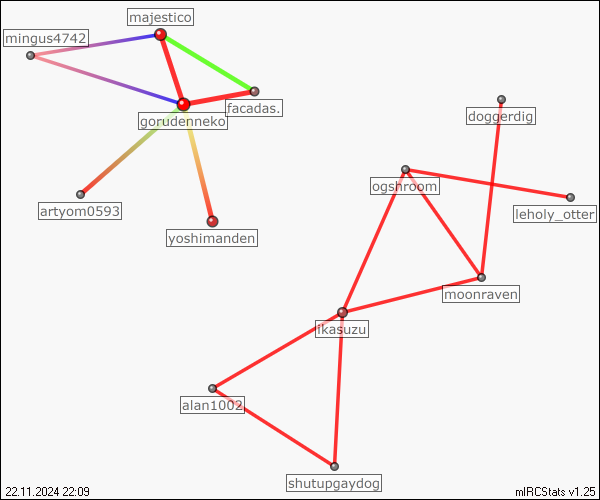 majestico
mingus4742
facadas.
gorudenneko
doggerdig
ogshroom
artyom0593
leholy_otter
yoshimanden
moonraven
ikasuzu
alan1002
shutupgaydog
22.11.2024 22:09
mIRCStats v1.25